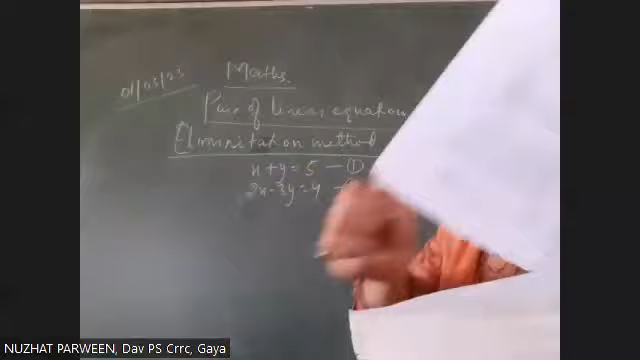 01/05/23
Maths.
Pair of linear equations
Elimination method
x + y = 5 — ①
2x - 3y = 4 —
NUZHAT PARWEEN, Dav PS Crrc, Gaya